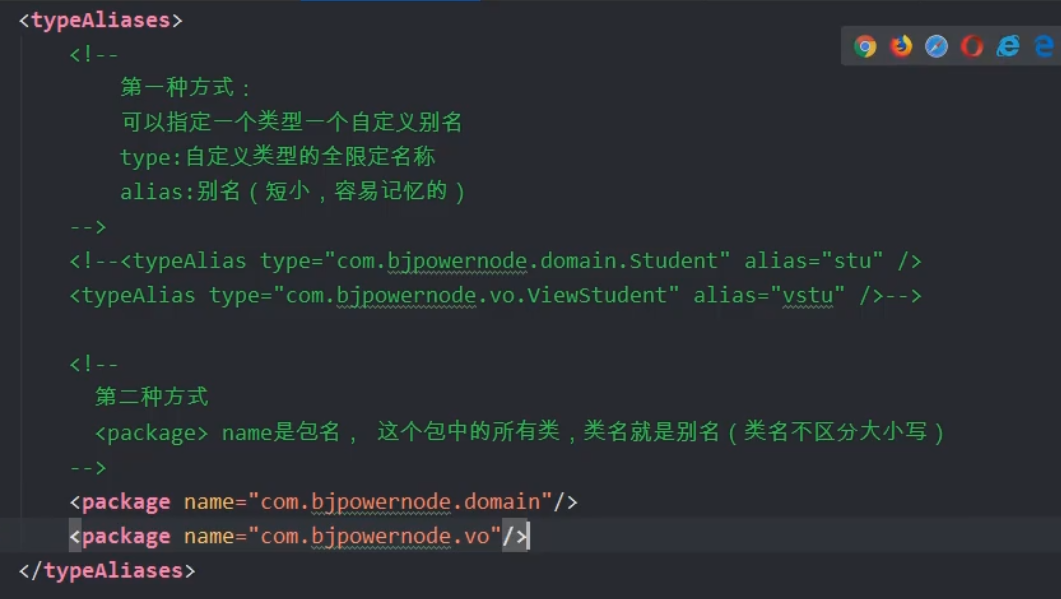 <typeAliases>
<!--
第一种方式：
可以指定一个类型一个自定义别名
type:自定义类型的全限定名称
alias:别名（短小，容易记忆的）
-->
<!--<typeAlias type="com.bjpowernode.domain.Student" alias="stu" />
<typeAlias type="com.bjpowernode.vo.ViewStudent" alias="vstu" />-->
<!--
第二种方式
<package> name是包名， 这个包中的所有类，类名就是别名（类名不区分大小写）
-->
<package name="com.bjpowernode.domain"/>
<package name="com.bjpowernode.vo"/>
</typeAliases>